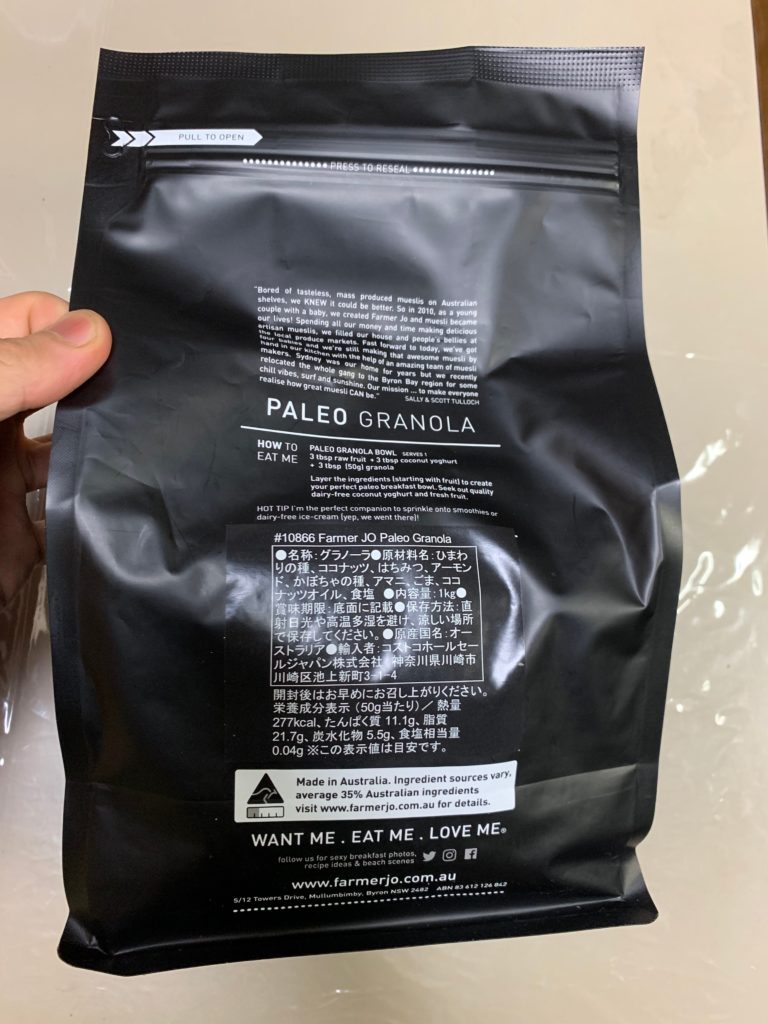 PULL TO OPEN
PRESS TO RESEAL
"Bored of tasteless, mass produced mueslis on Australian
shelves, we KNEW it could be better. So in 2010, as a young
couple with a baby, we created Farmer Jo and muesli became
our lives! Spending all our money and time making delicious
artisan mueslis, we filled our house and people's bellies at
the local produce markets. Fast forward to today, we've got
four babies and we're still making that awesome muesli by
hand in our kitchen with the help of an amazing team of muesli
makers. Sydney was our home for years but we recently
relocated the whole gang to the Byron Bay region for some
chill vibes, surf and sunshine. Our mission ... to make everyone
realise how great muesli CAN be."
SALLY & SCOTT TULLOCH
PALEO GRANOLA
HOW TO
EAT ME
PALEO GRANOLA BOWL SERVES 1
3 tbsp raw fruit + 3 tbsp coconut yoghurt
+ 3 tbsp (50g) granola
Layer the ingredients (starting with fruit) to create
your perfect paleo breakfast bowl. Seek out quality
dairy-free coconut yoghurt and fresh fruit.
HOT TIP I'm the perfect companion to sprinkle onto smoothies or
dairy-free ice-cream (yep, we went there)!
#10866 Farmer JO Paleo Granola
●名称:グラノーラ●原材料名:ひまわ
りの種、ココナッツ、はちみつ、アーモン
ド、かぼちゃの種、アマニ、ごま、ココ
ナッツオイル、食塩 ●内容量:1kg●
賞味期限:底面に記載●保存方法:直
射日光や高温多湿を避け、涼しい場所
で保存してください。●原産国名:オー
ストラリア●輸入者:コストコホールセー
ルジャパン株式会社 神奈川県川崎市
川崎区池上新町3-1-4
開封後はお早めにお召し上がりください。
栄養成分表示(50g当たり)/ 熱量
277kcal、たんぱく質 11.1g、脂質
21.7g、炭水化物 5.5g、食塩相当量
0.04g ※この表示値は目安です。
Made in Australia. Ingredient sources vary,
average 35% Australian ingredients
visit www.farmerjo.com.au for details.
WANT ME . EAT ME . LOVE ME®
follow us for sexy breakfast photos,
recipe ideas & beach scenes
www.farmerjo.com.au
5/12 Towers Drive, Mullumbimby, Byron NSW 2482 ABN 83 612 126 842